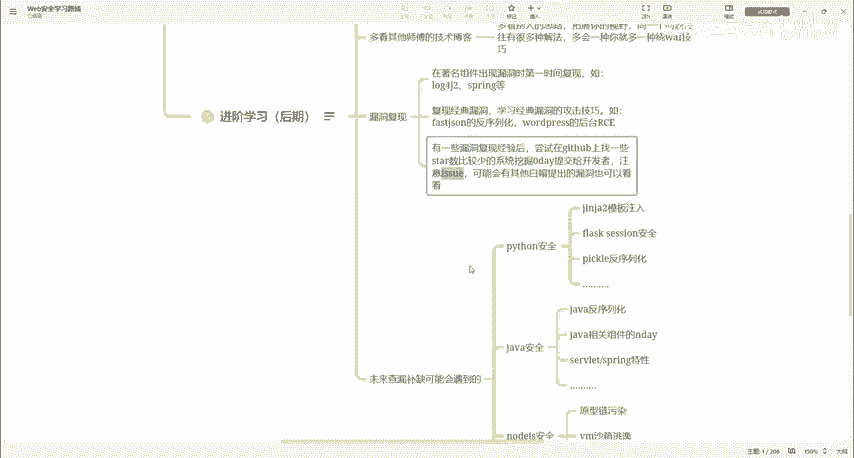 Web安全学习路线
多看其他师傅的技术博客
往有很多种解法，多会一种你就多一种绕waf技
巧
进阶学习（后期）
漏洞复现
在著名组件出现漏洞时第一时间复现，如：
log4j2、spring等
复现经典漏洞，学习经典漏洞的攻击技巧。如：
fastjson的反序列化，wordpress的后台RCE
有一些漏洞复现经验后，尝试在github上找一些
star数比较少的系统挖掘0day提交给开发者，注
意issue，可能会有其他白帽提出的漏洞也可以看
看
未来查漏补缺可能会遇到的
python安全
jinja2模板注入
flask session安全
pickle反序列化
..........
java安全
java反序列化
java相关组件的nday
servlet/spring特性
..........
nodejs安全
原型链污染
vm沙箱逃逸
主题: 1 / 206
150%
大纲